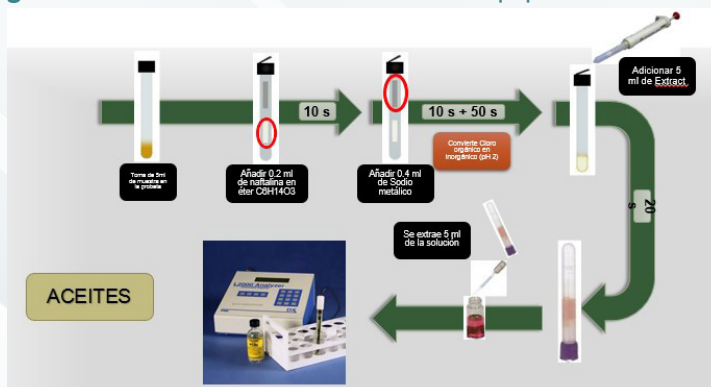 Adicionar 5
ml de Extract
10 s
10 s + 50 s
Toma de 5ml
de muestra en
la probeta
Añadir 0.2 ml
de naftalina en
éter C6H14O3
Añadir 0.4 ml
de Sodio
metálico
Convierte Cloro
orgánico en
inorgánico (pH 2)
20
s
Se extrae 5 ml
de la solución
ACEITES
L2000 Analyzer